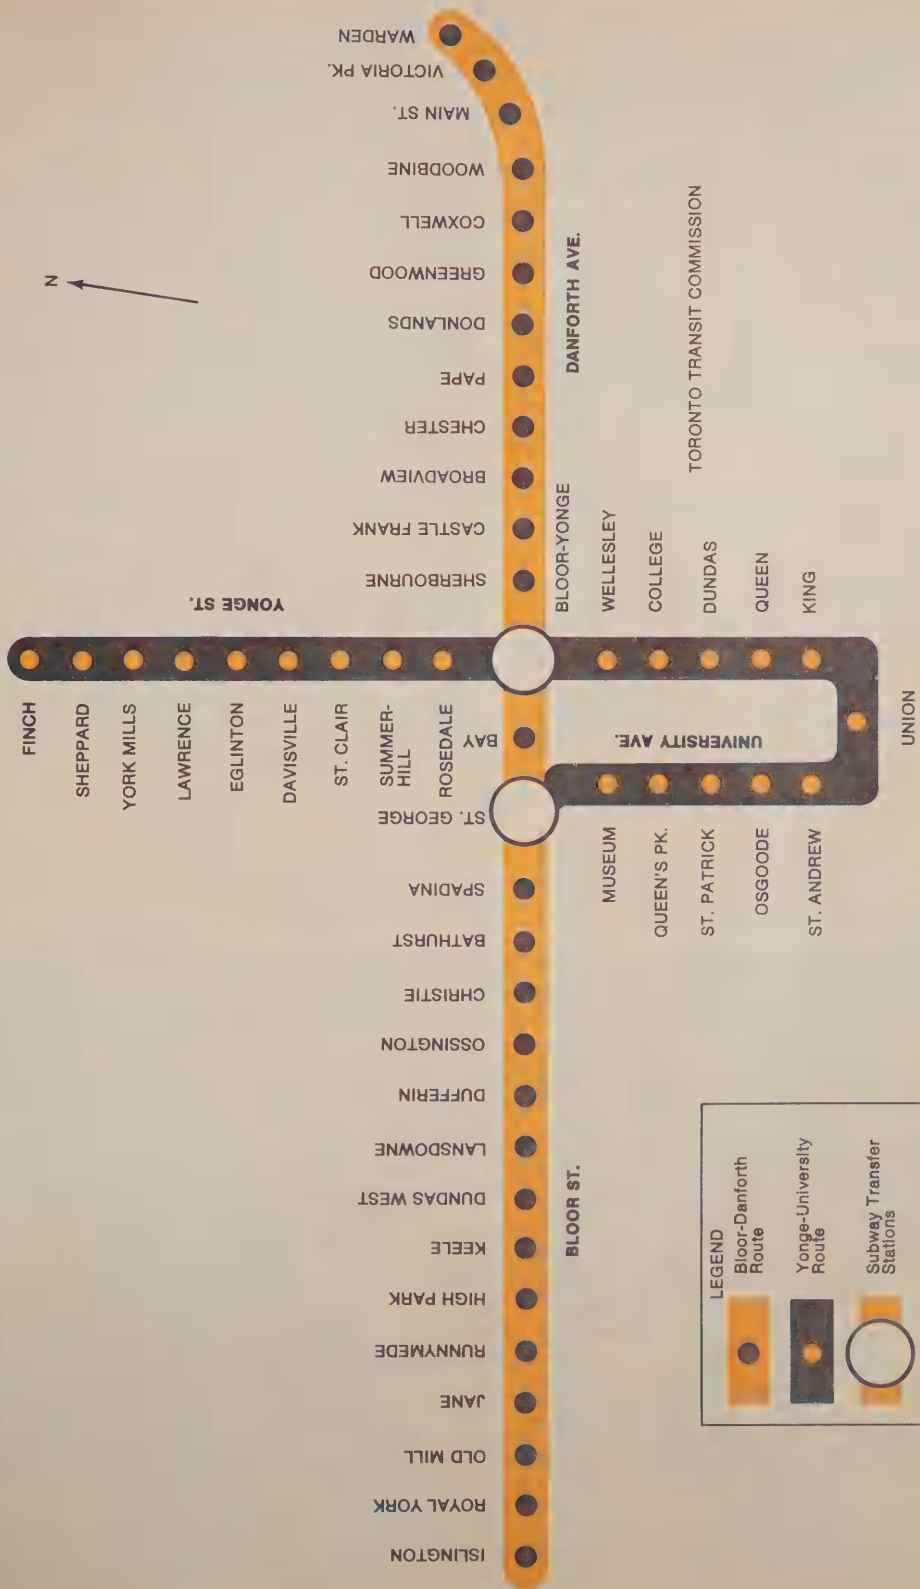 N
YONGE ST.
FINCH
SHEPPARD
YORK MILLS
LAWRENCE
EGLINTON
DAVISVILLE
ST. CLAIR
SUMMER-
HILL
ROSEDALE
WARDEN
VICTORIA PK.
MAIN ST.
WOODBINE
COXWELL
GREENWOOD
DONLANDS
PAPE
CHESTER
BROADVIEW
CASTLE FRANK
SHERBOURNE
BAY
ST. GEORGE
SPADINA
BATHURST
CHRISTIE
OSSINGTON
DUFFERIN
LANSDOWNE
DUNDAS WEST
KEELE
HIGH PARK
RUNNYMEDE
JANE
OLD MILL
ROYAL YORK
ISLINGTON
BLOOR ST.
DANFORTH AVE.
BLOOR-YONGE
WELLESLEY
COLLEGE
DUNDAS
QUEEN
KING
UNIVERSITY AVE.
UNION
MUSEUM
QUEEN'S PK.
ST. PATRICK
OSGOODE
ST. ANDREW
TORONTO TRANSIT COMMISSION
LEGEND
Bloor-Danforth
Route
Yonge-University
Route
Subway Transfer
Stations